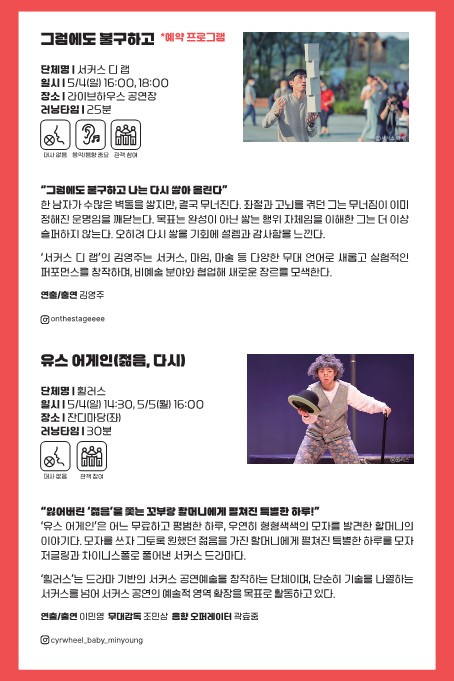 그럼에도 불구하고 *예약 프로그램
단체명 | 서커스 디 랩
일시 | 5/4(일) 16:00, 18:00
장소 | 라이브하우스 공연장
러닝타임 | 25분
대사 없음 음악/음향 중요 관객 참여
“그럼에도 불구하고 나는 다시 쌓아 올린다”
한 남자가 수많은 벽돌을 쌓지만, 결국 무너진다. 좌절과 고뇌를 겪던 그는 무너짐이 이미
정해진 운명임을 깨닫는다. 목표는 완성이 아닌 쌓는 행위 자체임을 이해한 그는 더 이상
슬퍼하지 않는다. 오히려 다시 쌓을 기회에 설렘과 감사함을 느낀다.
‘서커스 디 랩’의 김영주는 서커스, 마임, 마술 등 다양한 무대 언어로 새롭고 실험적인
퍼포먼스를 창작하며, 비예술 분야와 협업해 새로운 장르를 모색한다.
연출/출연 김영주
onthestageeee
유스 어게인(젊음, 다시)
단체명 | 휠러스
일시 | 5/4(일) 14:30, 5/5(월) 16:00
장소 | 잔디마당(좌)
러닝타임 | 30분
대사 없음 관객 참여
“잃어버린 ‘젊음’을 쫓는 꼬부랑 할머니에게 펼쳐진 특별한 하루!”
‘유스 어게인’은 어느 무료하고 평범한 하루, 우연히 형형색색의 모자를 발견한 할머니의
이야기다. 모자를 쓰자 그토록 원했던 젊음을 가진 할머니에게 펼쳐진 특별한 하루를 모자
저글링과 차이니스폴로 풀어낸 서커스 드라마다.
‘휠러스’는 드라마 기반의 서커스 공연예술을 창작하는 단체이며, 단순히 기술을 나열하는
서커스를 넘어 서커스 공연의 예술적 영역 확장을 목표로 활동하고 있다.
연출/출연 이민영 무대감독 조민상 음향 오퍼레이터 곽효중
cyrwheel_baby_minyoung